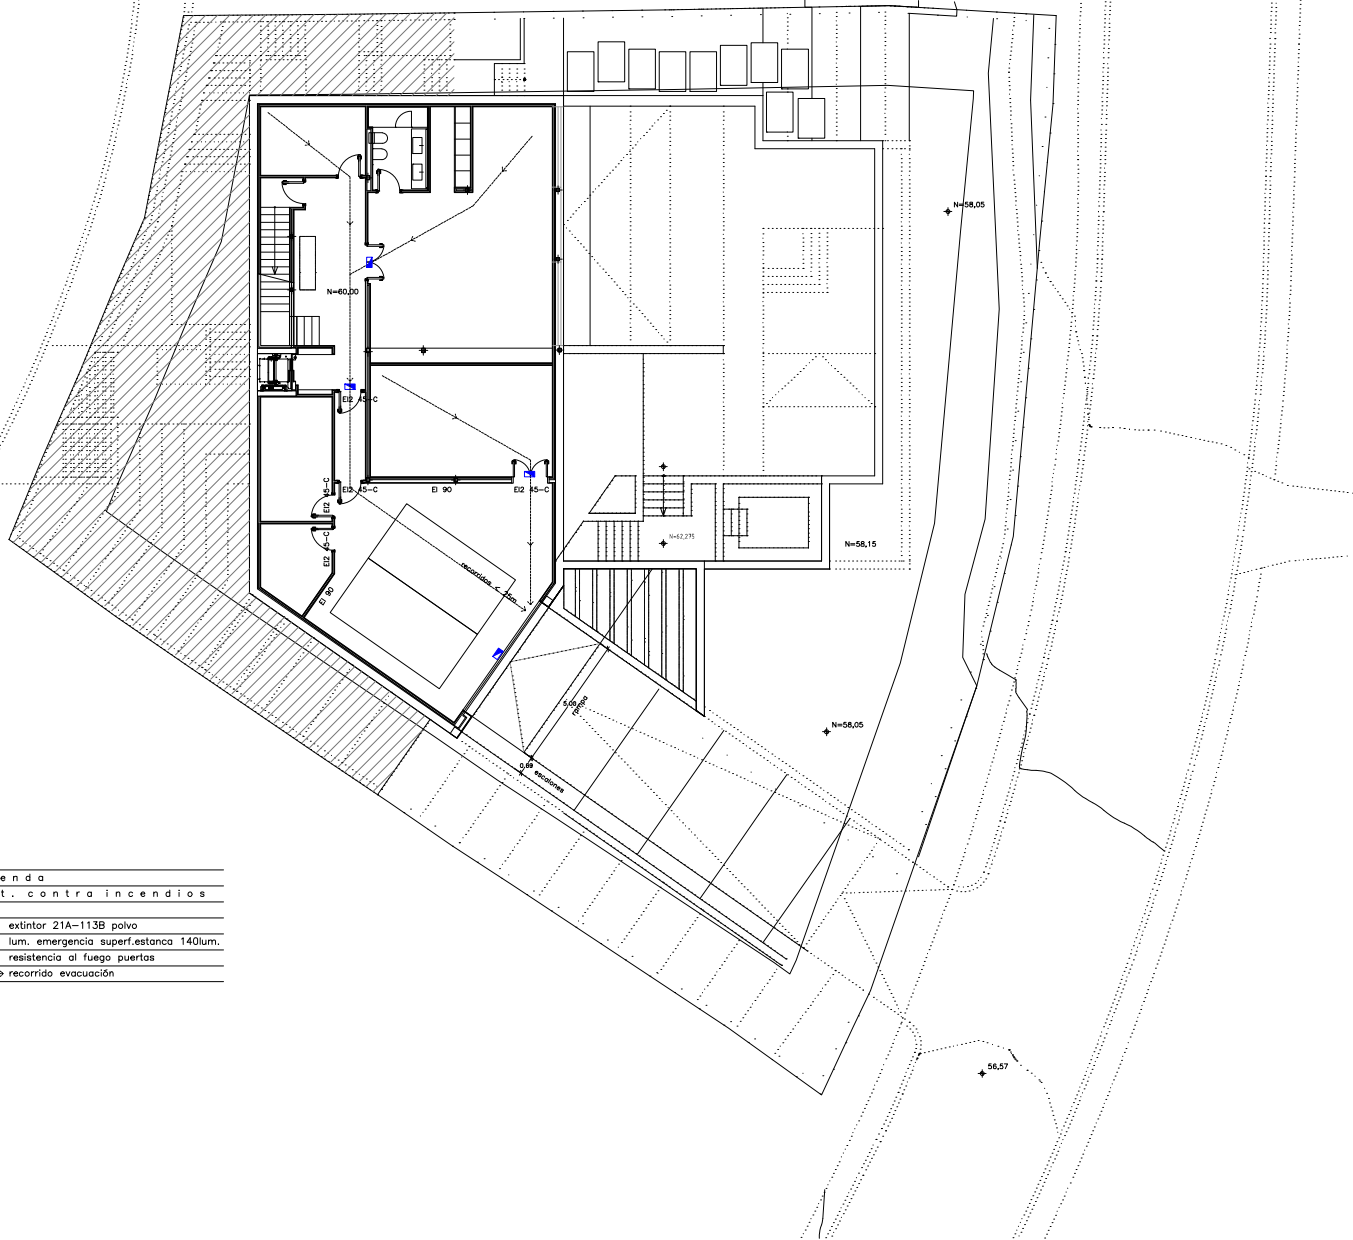 N=58,05
N=60,00
EI2 45-C
EI2 45-C
EI 90
EI2 45-C
EI2 45-C
EI2 45-C
EI 90
recorridos < 25m
N=62,275
N=58,15
5.00
rampa
N=58,05
0.89
escalones
enda
t. contra incendios
extintor 21A-113B polvo
lum. emergencia superf.estanca 140lum.
resistencia al fuego puertas
recorrido evacuación
56,57